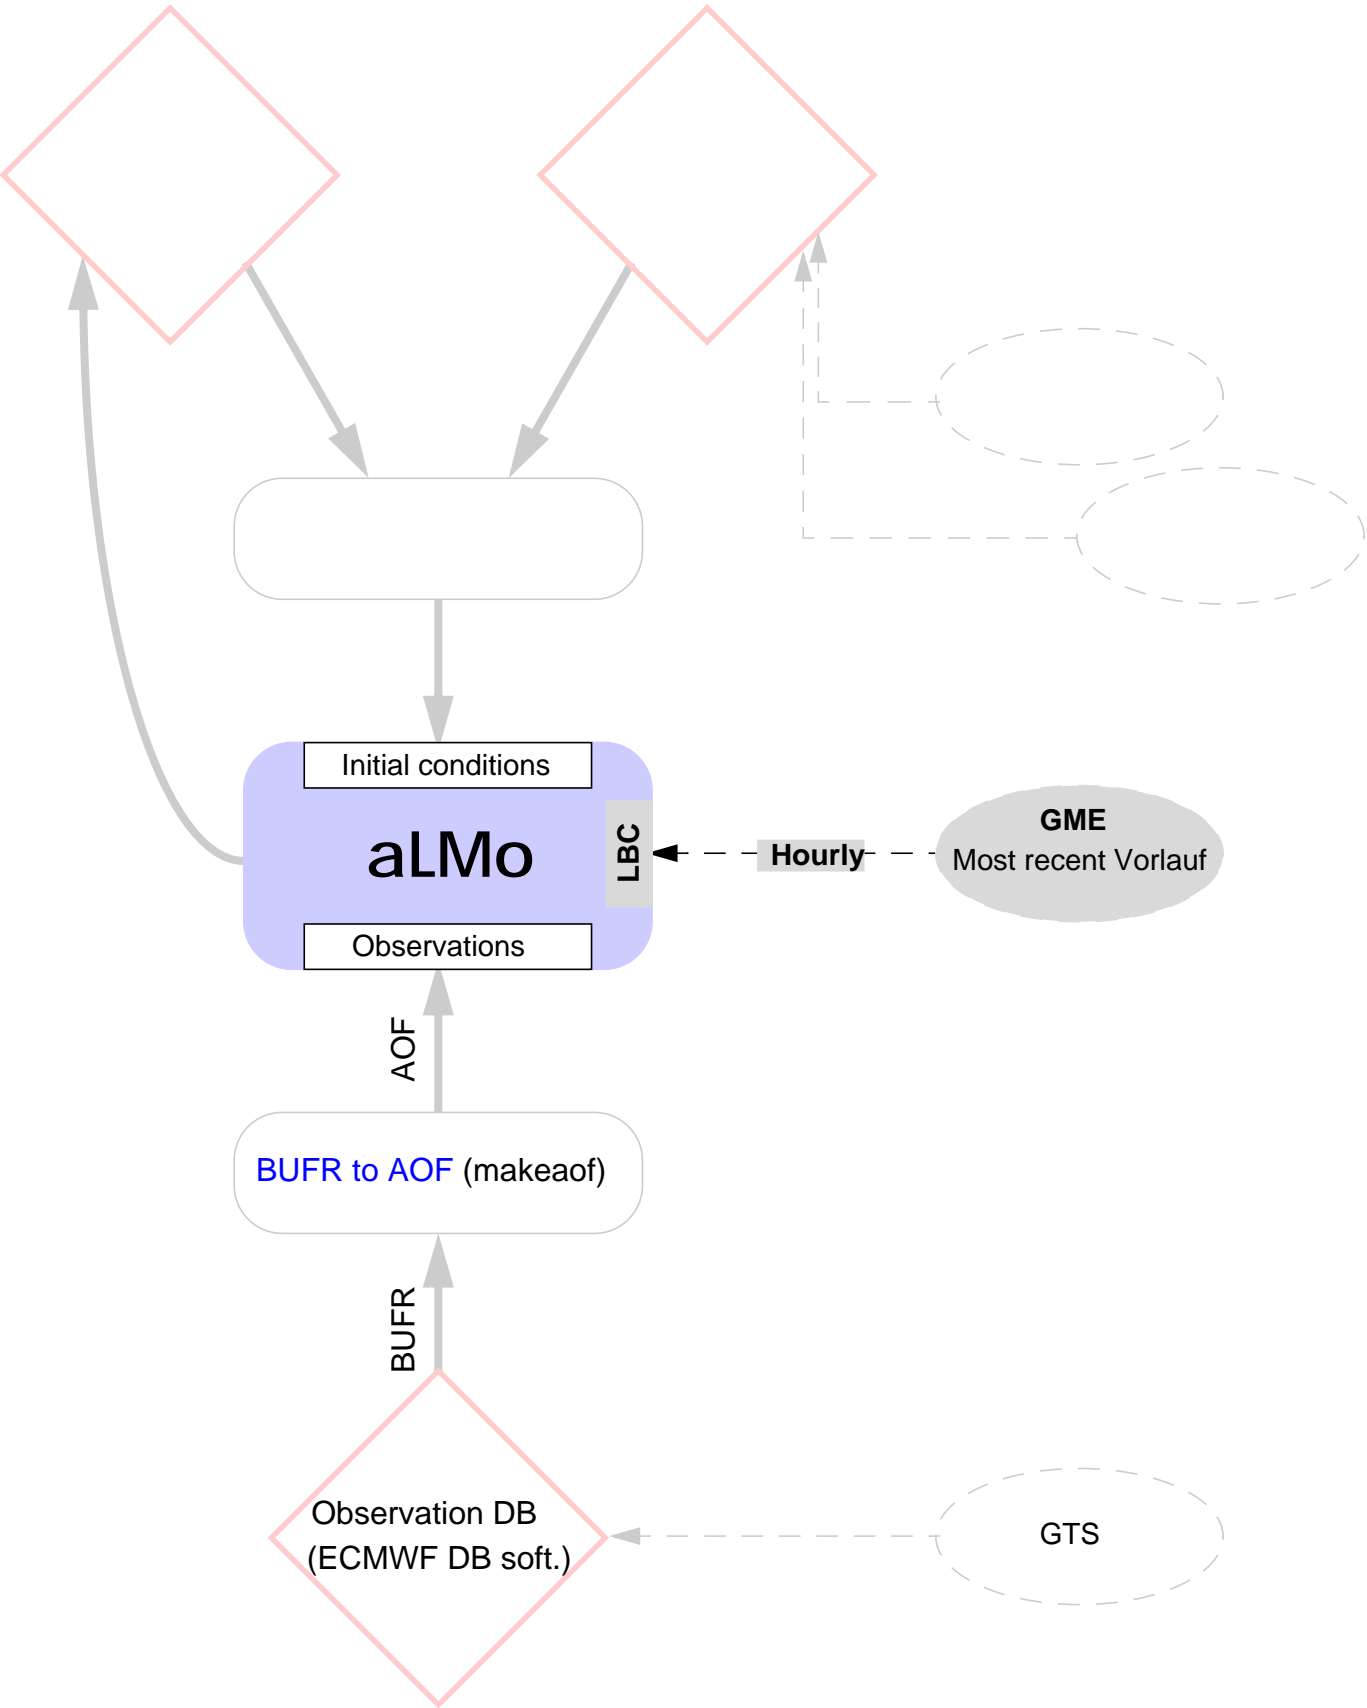 Initial conditions
aLMo
LBC
Hourly
GME
Most recent Vorlauf
Observations
AOF
BUFR to AOF (makeaof)
BUFR
Observation DB
(ECMWF DB soft.)
GTS